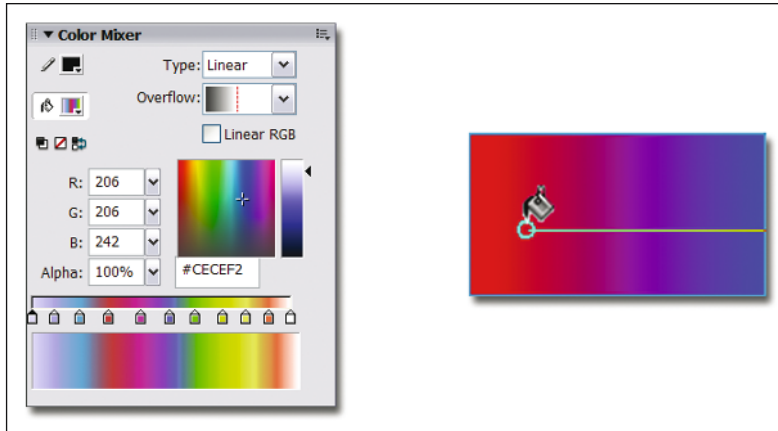 Color Mixer
Type: Linear
Overflow:
Linear RGB
R: 206
G: 206
B: 242
Alpha: 100%
#CECEF2